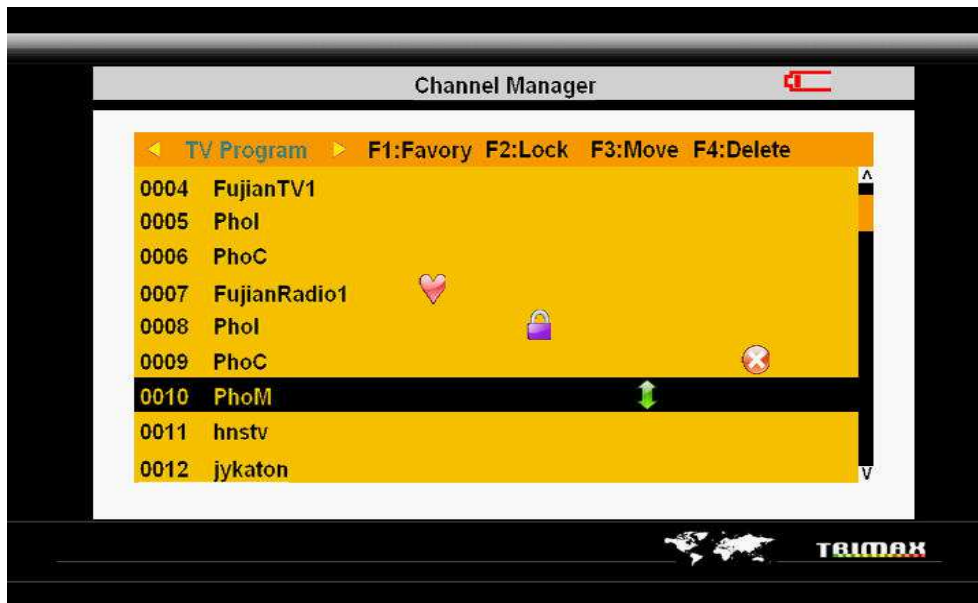 Channel Manager
TV Program F1:Favory F2:Lock F3:Move F4:Delete
0004 FujianTV1
0005 PhoI
0006 PhoC
0007 FujianRadio1
0008 PhoI
0009 PhoC
0010 PhoM
0011 hnstv
0012 jykaton
TRIMAX